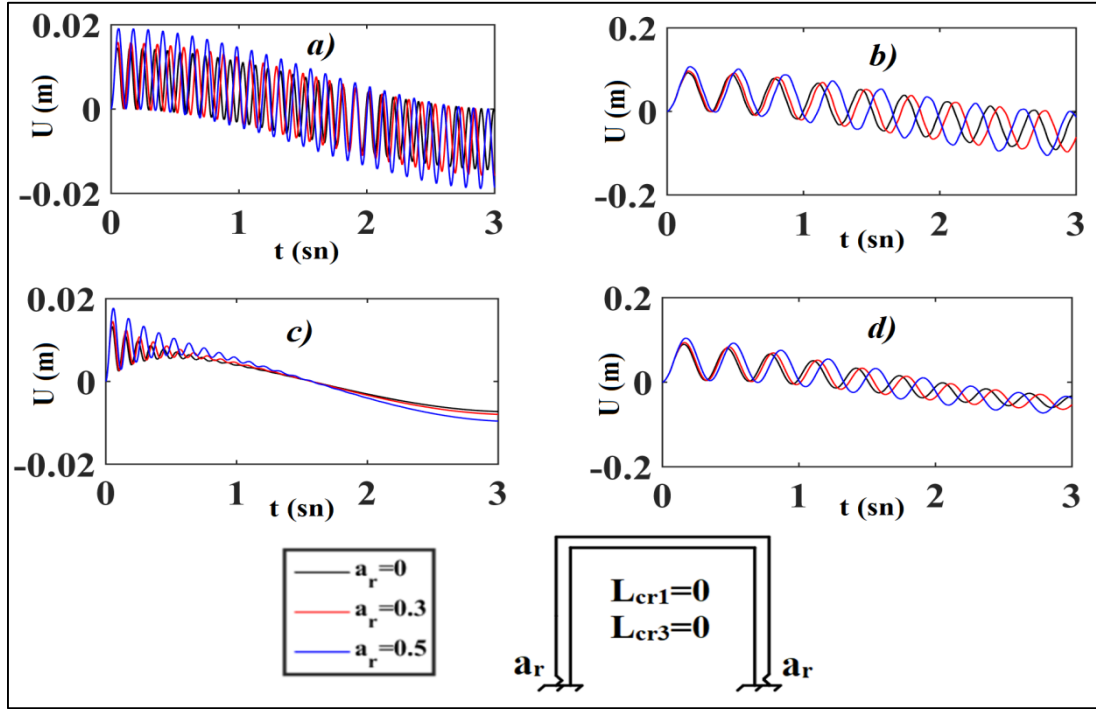 0.02
a)
U (m)
0
-0.02
0 1 2 3
t (sn)
0.2
b)
U (m)
0
-0.2
0 1 2 3
t (sn)
0.02
c)
U (m)
0
-0.02
0 1 2 3
t (sn)
0.2
d)
U (m)
0
-0.2
0 1 2 3
t (sn)
a_r=0
a_r=0.3
a_r=0.5
L_cr1=0
L_cr3=0
a_r
a_r